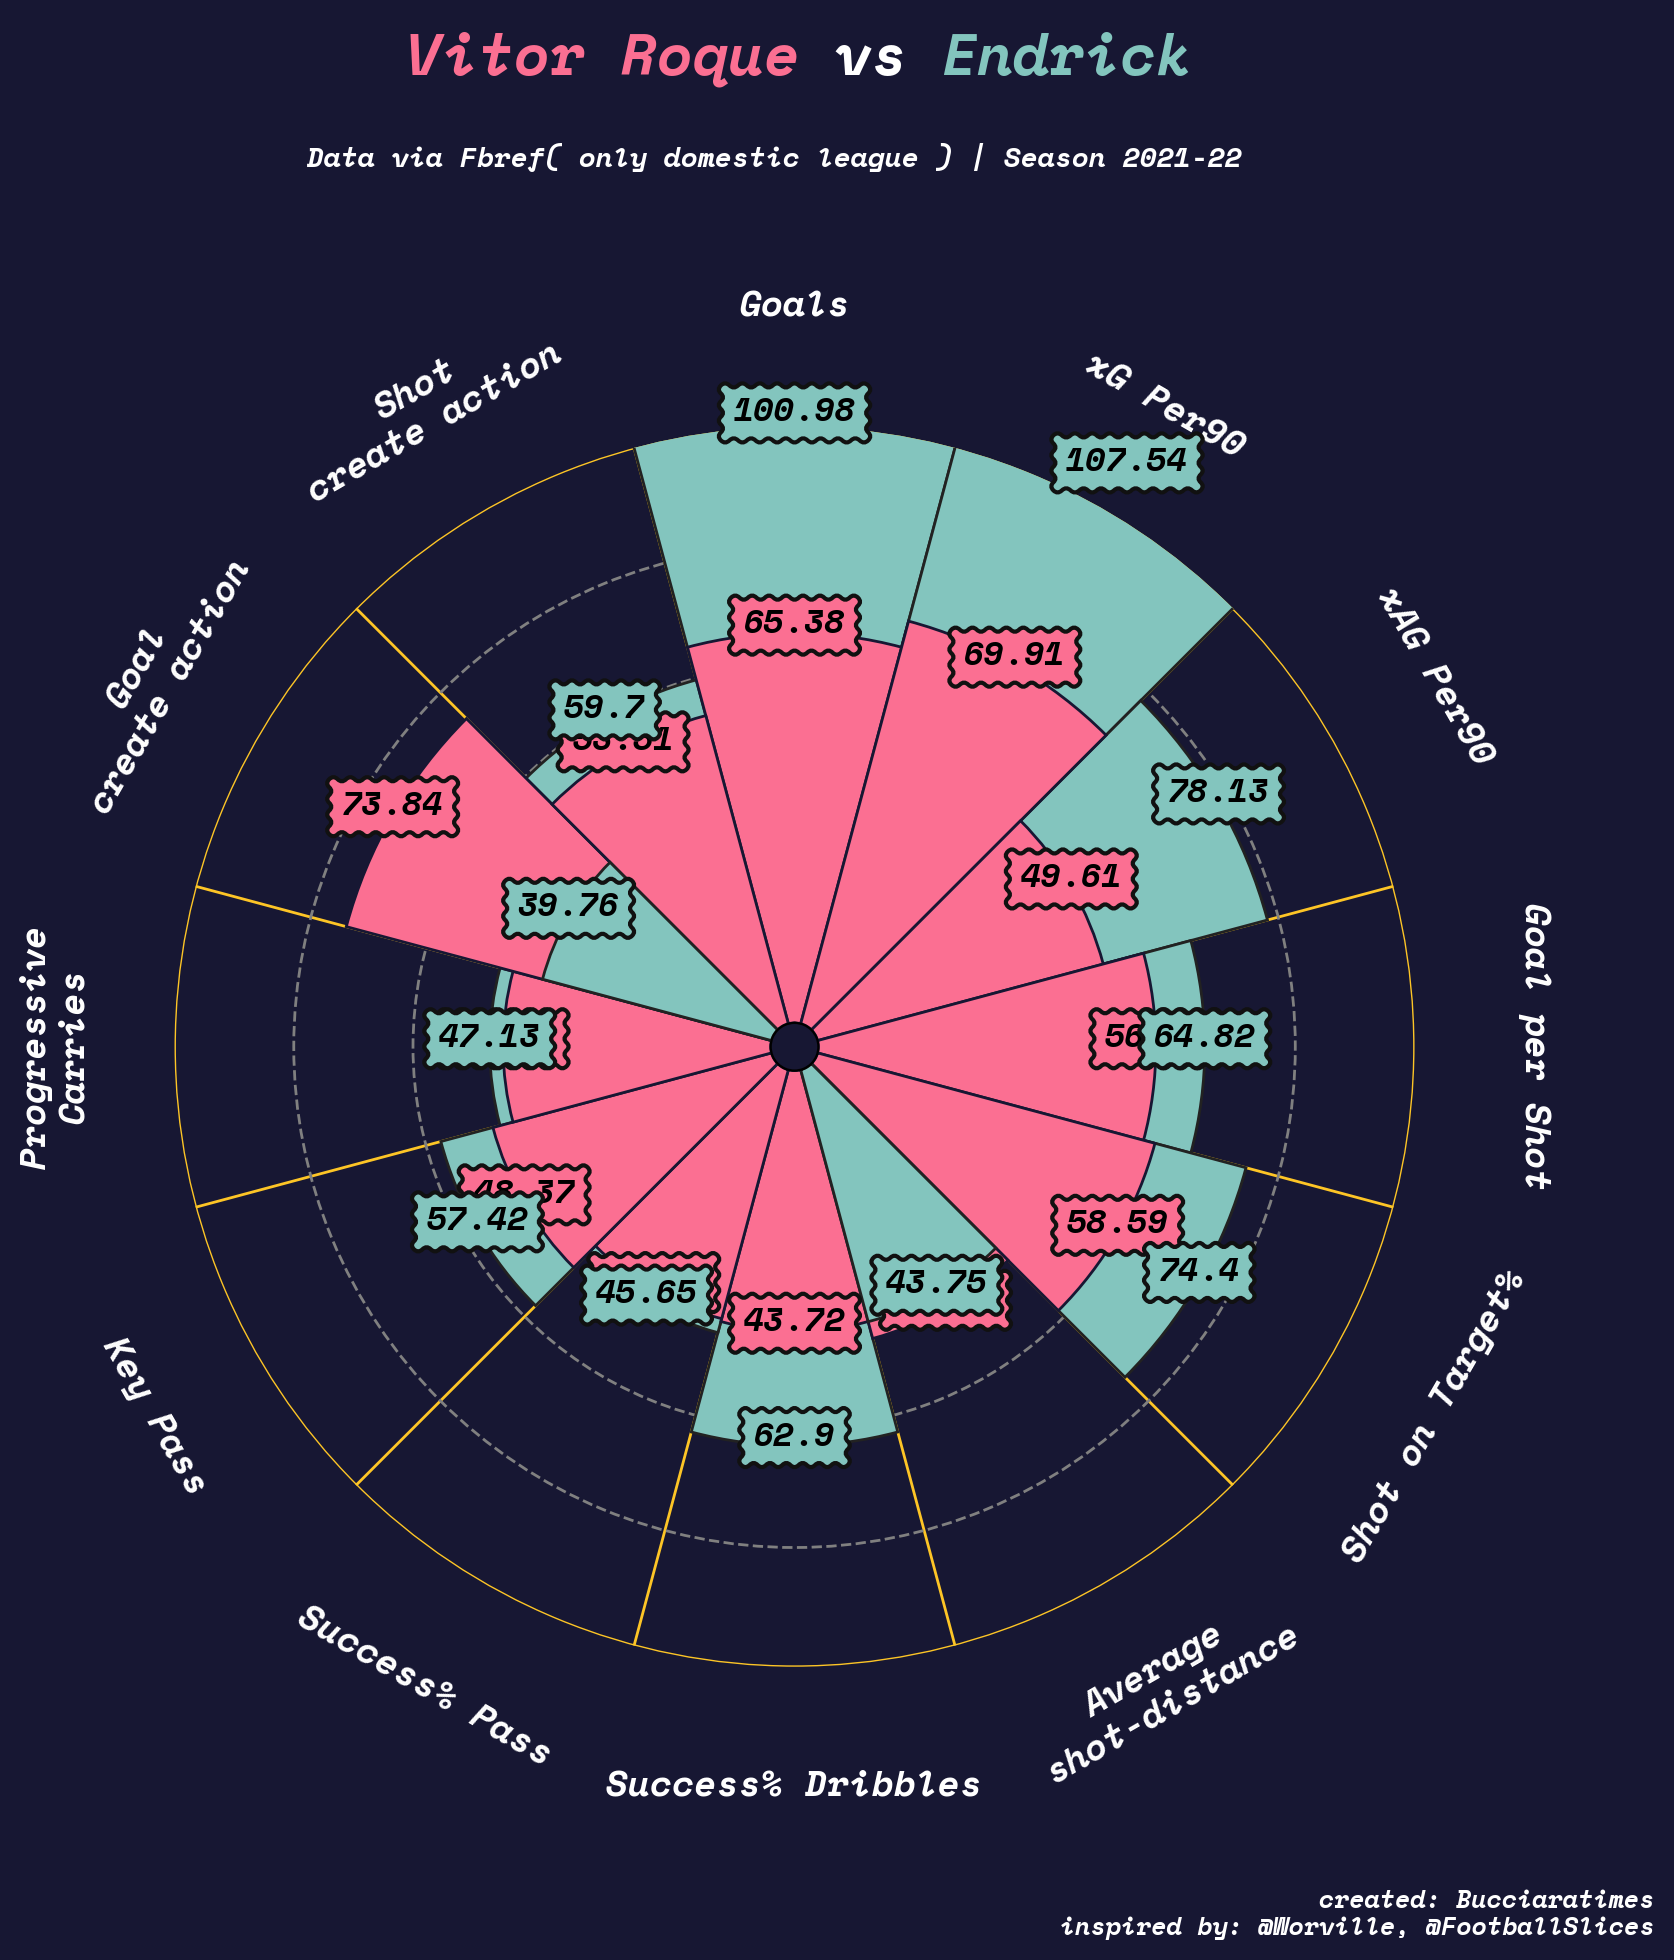 Vitor Roque vs Endrick
Data via Fbref( only domestic league ) | Season 2021-22
Goals
xG Per90
xAG Per90
Goal per Shot
Shot on Target%
Average
shot-distance
Success% Dribbles
Success% Pass
Key Pass
Progressive
Carries
Goal
create action
Shot
create action
100.98
65.38
107.54
69.91
78.13
49.61
64.82
58.59
74.4
43.75
43.72
62.9
45.65
57.42
47.13
73.84
39.76
59.7
created: Bucciaratimes
inspired by: @Worville, @FootballSlices